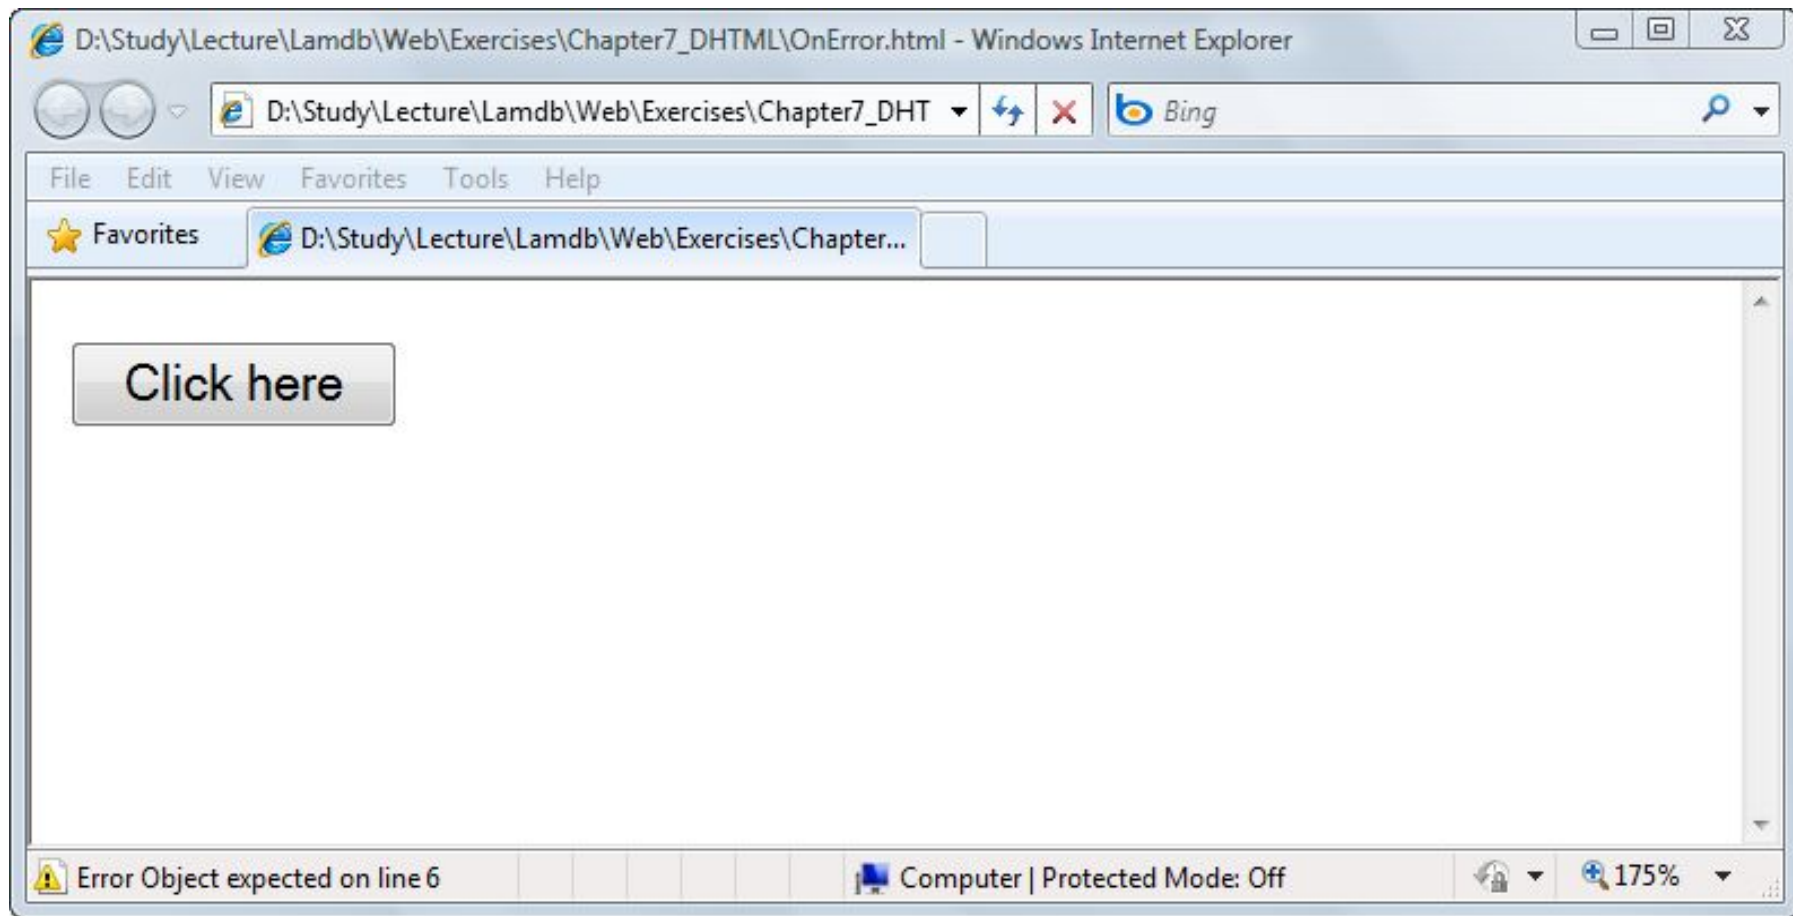 D:\Study\Lecture\Lamdb\Web\Exercises\Chapter7_DHTML\OnError.html - Windows Internet Explorer
D:\Study\Lecture\Lamdb\Web\Exercises\Chapter7_DHT Bing
File Edit View Favorites Tools Help
Favorites D:\Study\Lecture\Lamdb\Web\Exercises\Chapter...
Click here
Error Object expected on line 6 Computer | Protected Mode: Off 175%